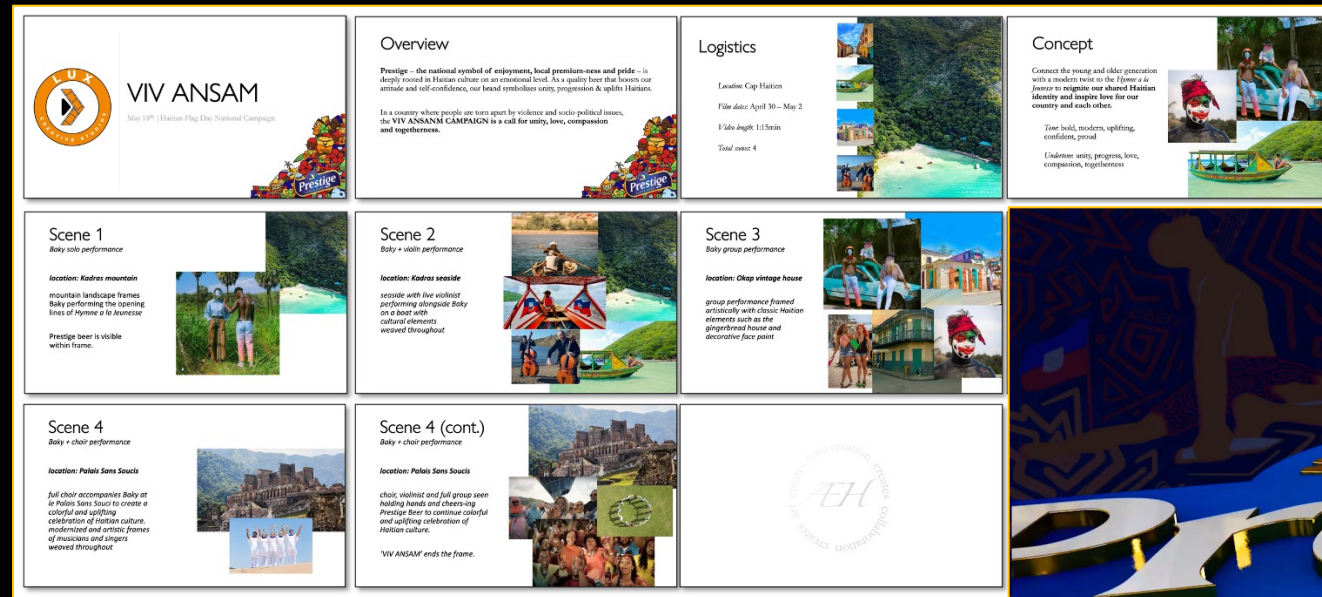 LUX
CREATIVE STUDIOS
VIV ANSAM
May 18th | Haitian Flag Day National Campaign
Prestige
Overview
Prestige – the national symbol of enjoyment, local premium-ness and pride – is
deeply rooted in Haitian culture on an emotional level. As a quality beer that boosts our
attitude and self-confidence, our brand symbolizes unity, progression & uplifts Haitians.
In a country where people are torn apart by violence and socio-political issues,
the VIV ANSANM CAMPAIGN is a call for unity, love, compassion
and togetherness.
Prestige
Logistics
Location: Cap Haitien
Film dates: April 30 – May 2
Video length: 1:15min
Total scenes: 4
Concept
Connect the young and older generation
with a modern twist to the Hymne a la
Jeunesse to reignite our shared Haitian
identity and inspire love for our
country and each other.
Tone: bold, modern, uplifting,
confident, proud
Undertone: unity, progress, love,
compassion, togetherness
Scene 1
Baky solo performance
location: Kadras mountain
mountain landscape frames
Baky performing the opening
lines of Hymne a la Jeunesse
Prestige beer is visible
within frame.
Scene 2
Baky + violin performance
location: Kadras seaside
seaside with live violinist
performing alongside Baky
on a boat with
cultural elements
weaved throughout
Scene 3
Baky group performance
location: Okap vintage house
group performance framed
artistically with classic Haitian
elements such as the
gingerbread house and
decorative face paint
Scene 4
Baky + choir performance
location: Palais Sans Soucis
full choir accompanies Baky at
le Palais Sans Souci to create a
colorful and uplifting
celebration of Haitian culture.
modernized and artistic frames
of musicians and singers
weaved throughout
Scene 4 (cont.)
Baky + choir performance
location: Palais Sans Soucis
choir, violinist and full group seen
holding hands and cheers-ing
Prestige Beer to continue colorful
and uplifting celebration of
Haitian culture.
'VIV ANSAM' ends the frame.
art creates conversation creates collaboration creates
ÆH
Pr